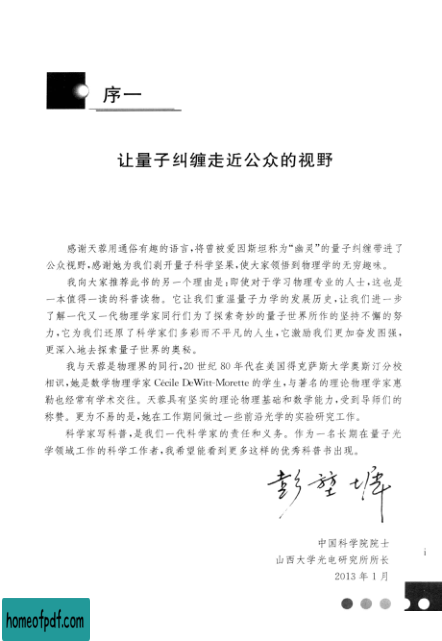 序一
让量子纠缠走近公众的视野
感谢天蓉用通俗有趣的语言,将曾被爱因斯坦称为“幽灵”的量子纠缠带进了
公众视野,感谢她为我们剥开量子科学坚果,使大家领悟到物理学的无穷趣味。
我向大家推荐此书的另一个理由是:即使对于学习物理专业的人士,这也是
一本值得一读的科普读物。它让我们重温量子力学的发展历史,让我们进一步
了解一代又一代物理学家同行们为了探索奇妙的量子世界所作的坚持不懈的努
力,它为我们还原了科学家们多彩而不平凡的人生,它激励我们更加奋发图强,
更深入地去探索量子世界的奥秘。
我与天蓉是物理界的同行,20 世纪 80 年代在美国得克萨斯大学奥斯汀分校
相识,她是数学物理学家 Cécile DeWitt-Morette 的学生,与著名的理论物理学家惠
勒也经常有学术交往。天蓉具有坚实的理论物理基础和数学能力,受到导师们的
称赞。更为不易的是,她在工作期间做过一些前沿光学的实验研究工作。
科学家写科普,是我们一代科学家的责任和义务。作为一名长期在量子光
学领域工作的科学工作者,我希望能看到更多这样的优秀科普书出现。
彭堃墀
中国科学院院士
山西大学光电研究所所长
2013 年 1 月
i
homeofpdf.com